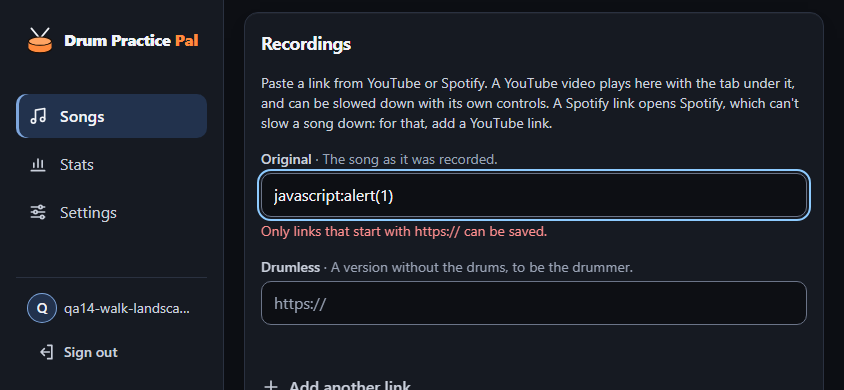 Drum Practice Pal
Songs
Stats
Settings
Q
qa14-walk-landsca...
Sign out
Recordings
Paste a link from YouTube or Spotify. A YouTube video plays here with the tab under it,
and can be slowed down with its own controls. A Spotify link opens Spotify, which can't
slow a song down: for that, add a YouTube link.
Original · The song as it was recorded.
javascript:alert(1)
Only links that start with https:// can be saved.
Drumless · A version without the drums, to be the drummer.
https://
Add another link